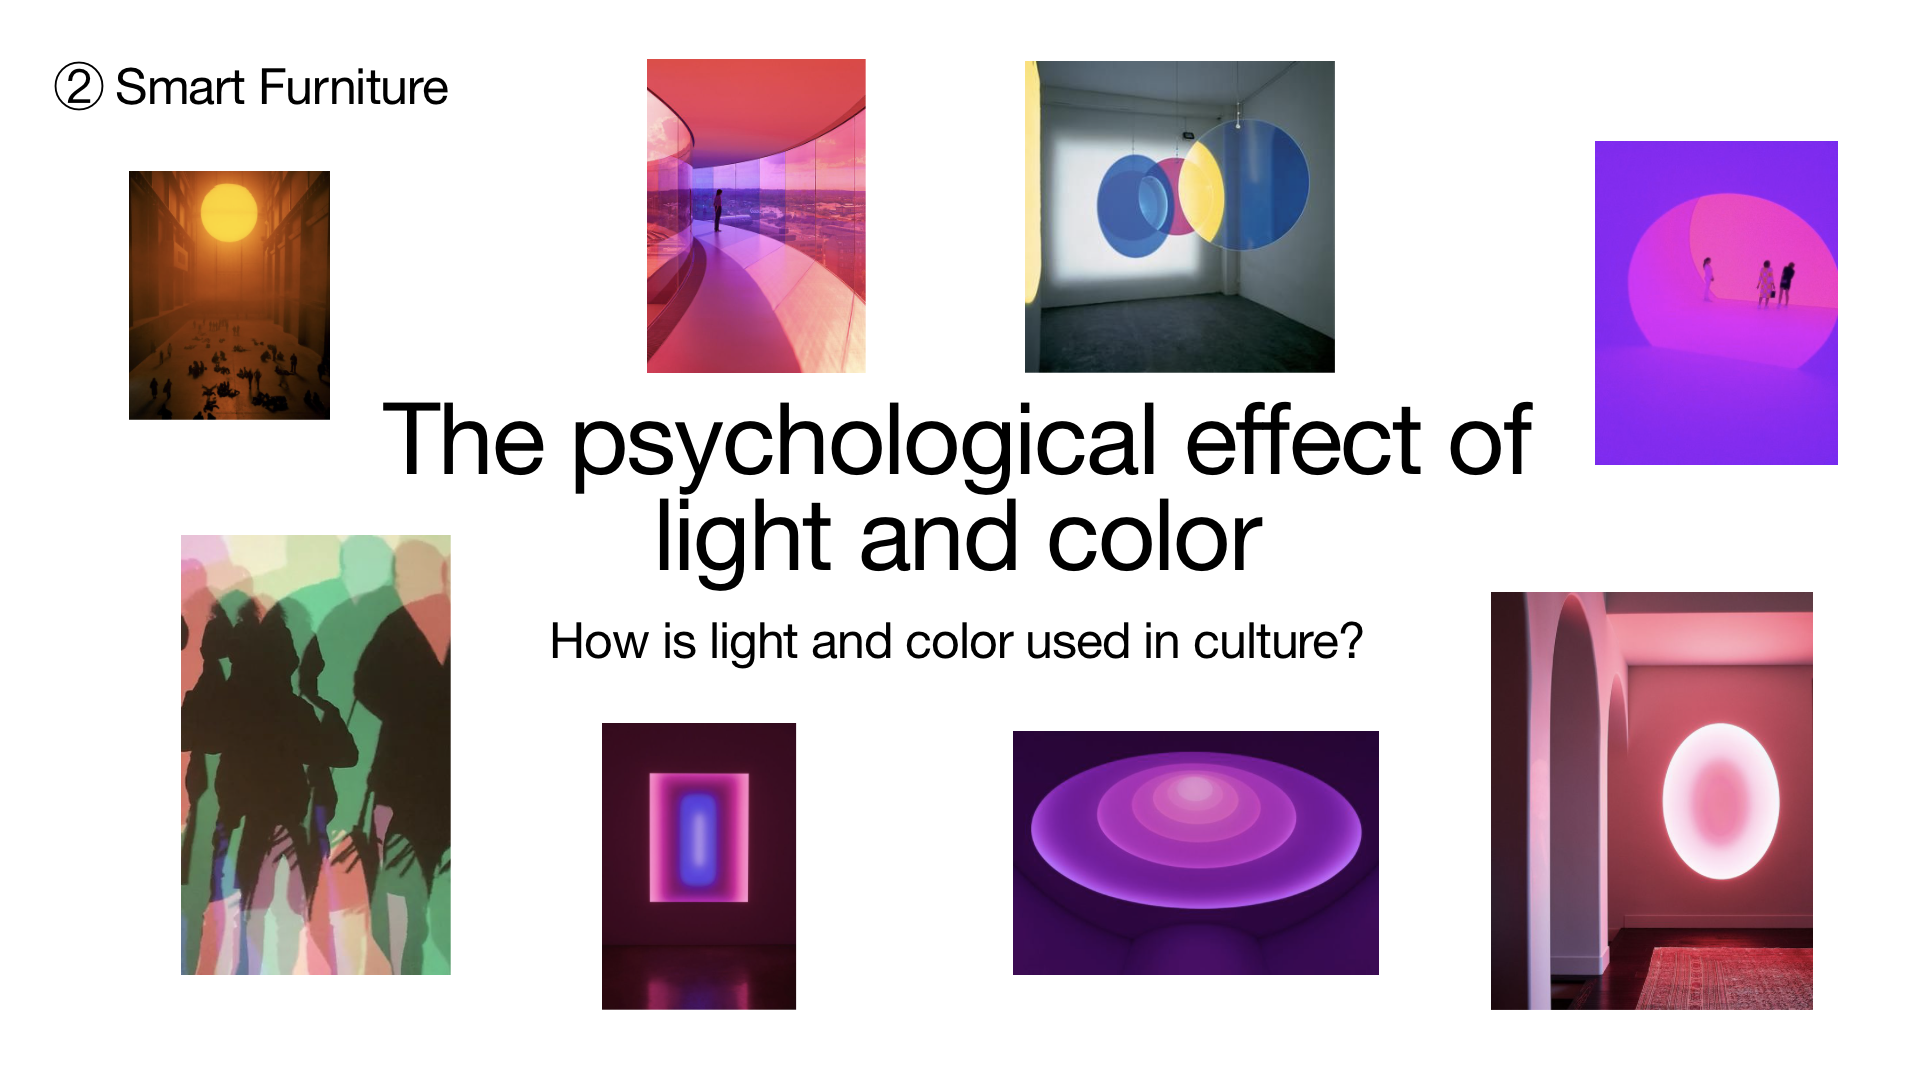 ② Smart Furniture
The psychological effect of
light and color
How is light and color used in culture?